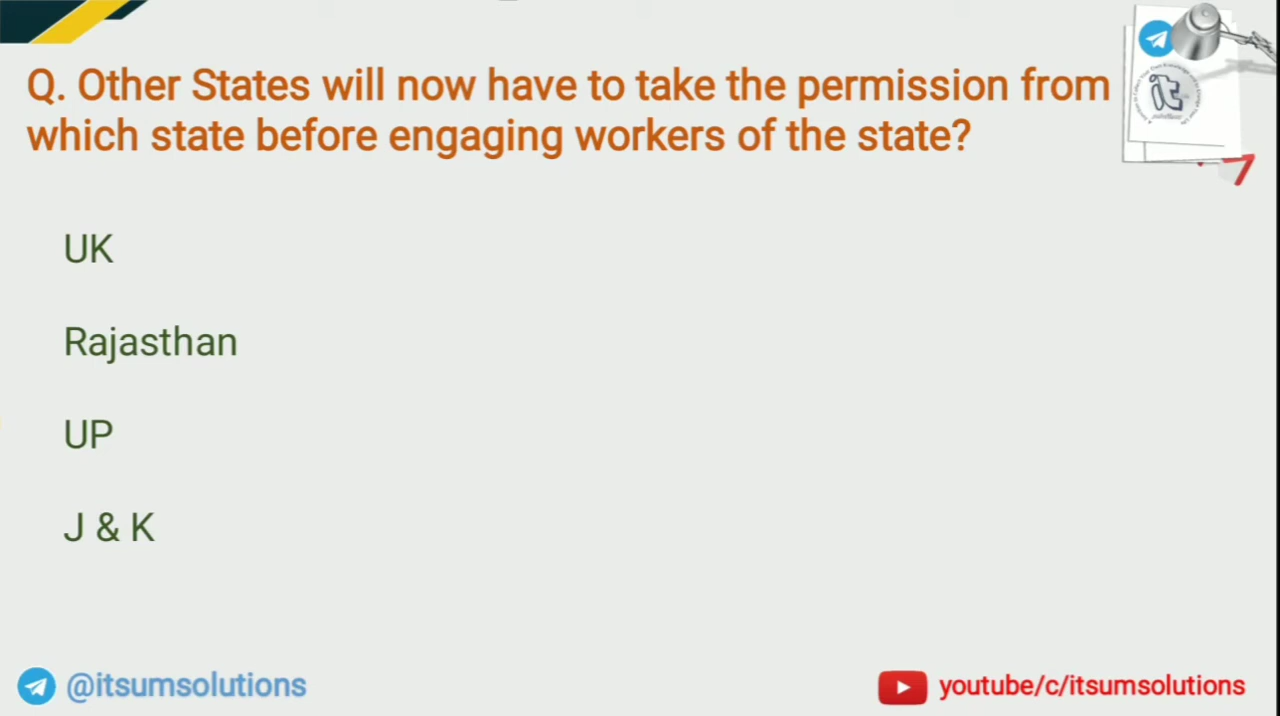 Q. Other States will now have to take the permission from
which state before engaging workers of the state?
UK
Rajasthan
UP
J & K
@itsumsolutions
youtube/c/itsumsolutions